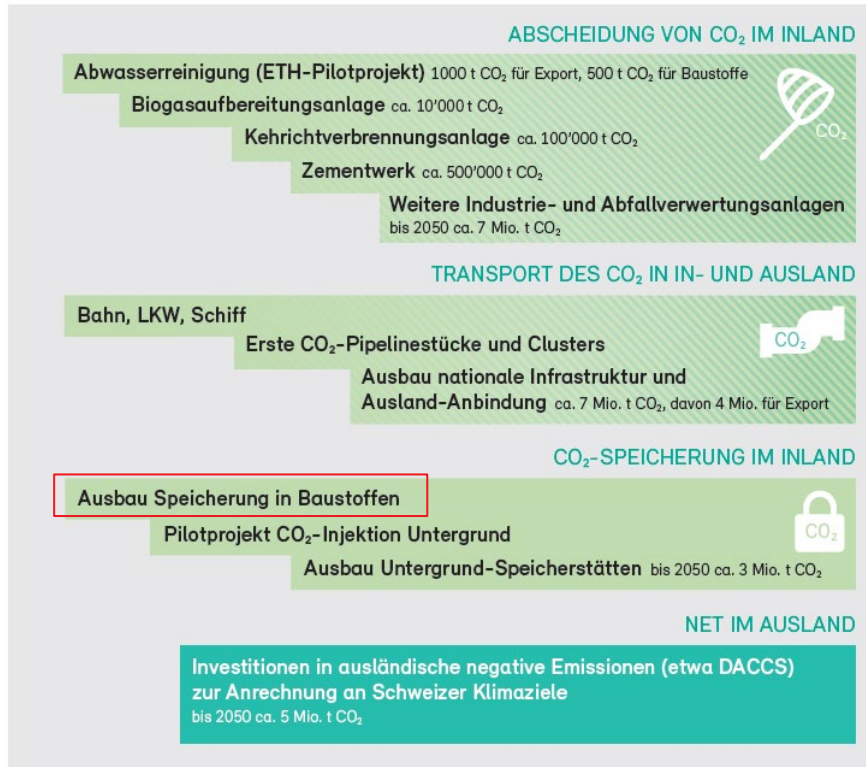 ABSCHEIDUNG VON CO₂ IM INLAND
Abwasserreinigung (ETH-Pilotprojekt) 1000 t CO₂ für Export, 500 t CO₂ für Baustoffe
Biogasaufbereitungsanlage ca. 10'000 t CO₂
CO₂
Kehrichtverbrennungsanlage ca. 100'000 t CO₂
Zementwerk ca. 500'000 t CO₂
Weitere Industrie- und Abfallverwertungsanlagen
bis 2050 ca. 7 Mio. t CO₂
TRANSPORT DES CO₂ IN IN- UND AUSLAND
Bahn, LKW, Schiff
CO₂
Erste CO₂-Pipelinestücke und Clusters
Ausbau nationale Infrastruktur und
Ausland-Anbindung ca. 7 Mio. t CO₂, davon 4 Mio. für Export
CO₂-SPEICHERUNG IM INLAND
Ausbau Speicherung in Baustoffen
Pilotprojekt CO₂-Injektion Untergrund
CO₂
Ausbau Untergrund-Speicherstätten bis 2050 ca. 3 Mio. t CO₂
NET IM AUSLAND
Investitionen in ausländische negative Emissionen (etwa DACCS)
zur Anrechnung an Schweizer Klimaziele
bis 2050 ca. 5 Mio. t CO₂